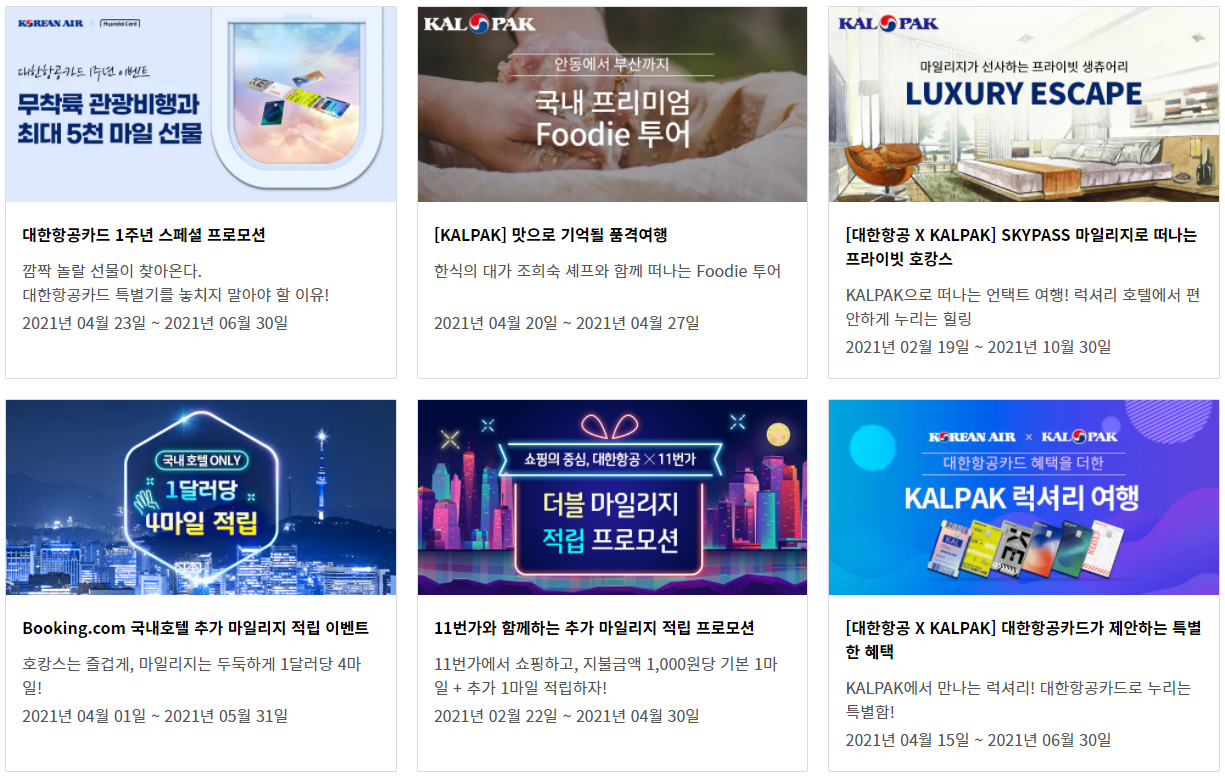 KOREAN AIR × Hyundai Card
대한항공카드 1주년 이벤트
무착륙 관광비행과
최대 5천 마일 선물
대한항공카드 1주년 스페셜 프로모션
깜짝 놀랄 선물이 찾아온다.
대한항공카드 특별기를 놓치지 말아야 할 이유!
2021년 04월 23일 ~ 2021년 06월 30일
KALPAK
안동에서 부산까지
국내 프리미엄
Foodie 투어
[KALPAK] 맛으로 기억될 품격여행
한식의 대가 조희숙 셰프와 함께 떠나는 Foodie 투어
2021년 04월 20일 ~ 2021년 04월 27일
KALPAK
마일리지가 선사하는 프라이빗 생츄어리
LUXURY ESCAPE
[대한항공 X KALPAK] SKYPASS 마일리지로 떠나는
프라이빗 호캉스
KALPAK으로 떠나는 언택트 여행! 럭셔리 호텔에서 편
안하게 누리는 힐링
2021년 02월 19일 ~ 2021년 10월 30일
국내 호텔 ONLY
1달러당
4마일 적립
Booking.com 국내호텔 추가 마일리지 적립 이벤트
호캉스는 즐겁게, 마일리지는 두둑하게 1달러당 4마
일!
2021년 04월 01일 ~ 2021년 05월 31일
쇼핑의 중심, 대한항공 × 11번가
더블 마일리지
적립 프로모션
11번가와 함께하는 추가 마일리지 적립 프로모션
11번가에서 쇼핑하고, 지불금액 1,000원당 기본 1마
일 + 추가 1마일 적립하자!
2021년 02월 22일 ~ 2021년 04월 30일
KOREAN AIR × KALPAK
대한항공카드 혜택을 더한
KALPAK 럭셔리 여행
KAL
KE
[대한항공 X KALPAK] 대한항공카드가 제안하는 특별
한 혜택
KALPAK에서 만나는 럭셔리! 대한항공카드로 누리는
특별함!
2021년 04월 15일 ~ 2021년 06월 30일